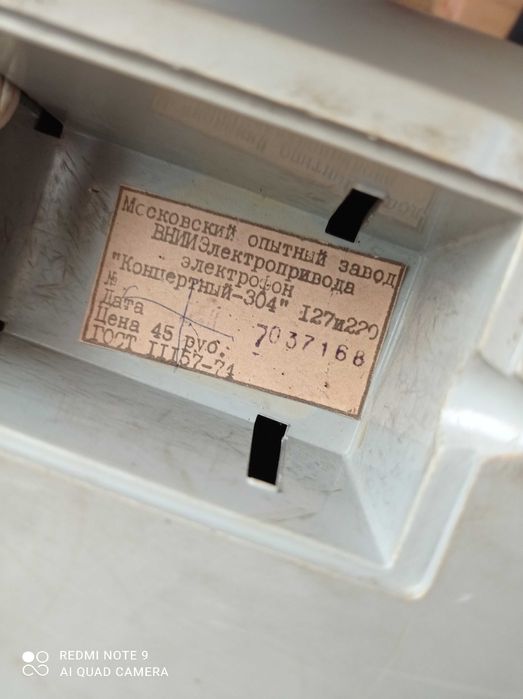 Московский опытный завод
ВНИИЭлектропривода
электрофон
"Концертный-304" 127и220
№ 7037168
Дата
Цена 45 руб.
ГОСТ 11157-74
REDMI NOTE 9
AI QUAD CAMERA